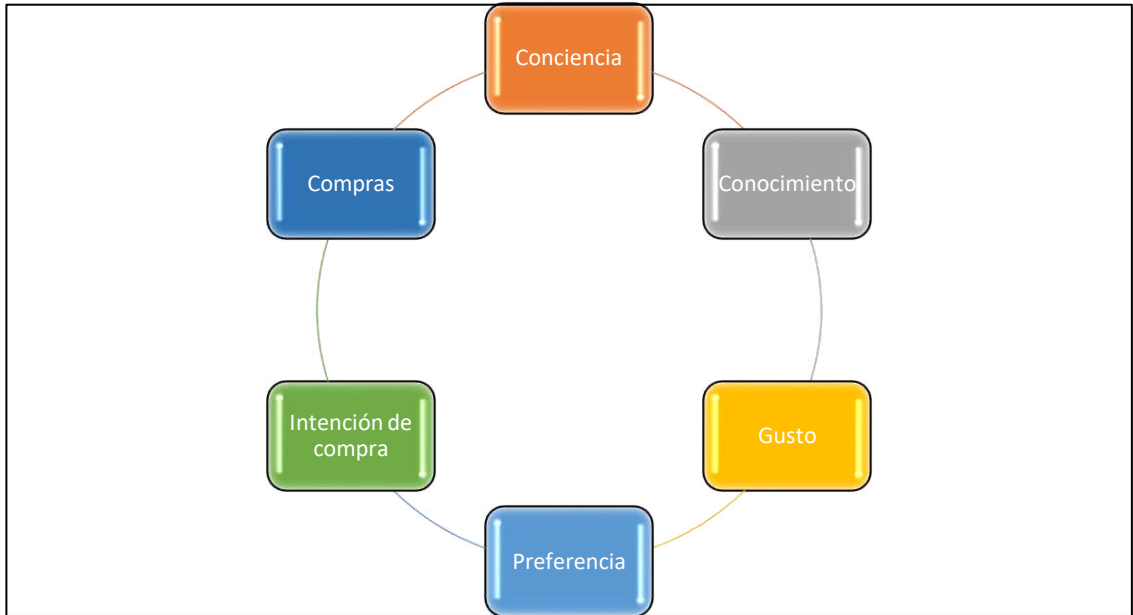 Conciencia
Conocimiento
Gusto
Preferencia
Intención de
compra
Compras